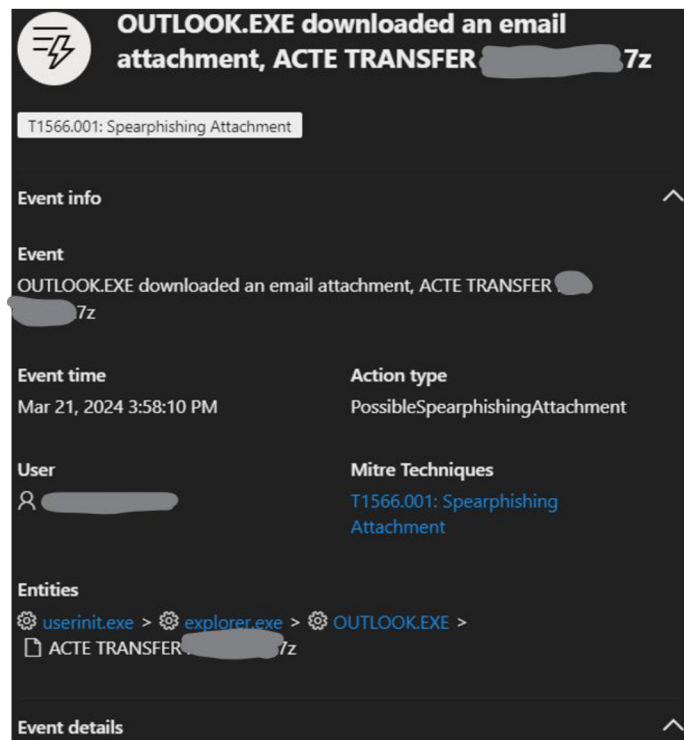 OUTLOOK.EXE downloaded an email
attachment, ACTE TRANSFER 7z
T1566.001: Spearphishing Attachment
Event info
Event
OUTLOOK.EXE downloaded an email attachment, ACTE TRANSFER
.7z
Event time
Action type
Mar 21, 2024 3:58:10 PM
PossibleSpearphishingAttachment
User
Mitre Techniques
T1566.001: Spearphishing
Attachment
Entities
userinit.exe > explorer.exe > OUTLOOK.EXE >
ACTE TRANSFER 7z
Event details